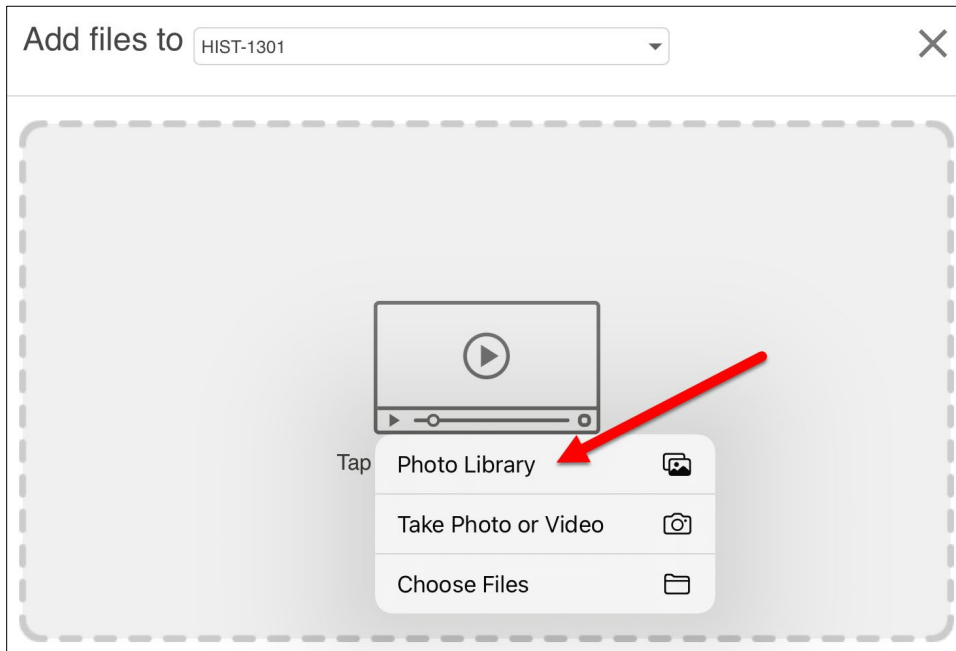 Add files to HIST-1301
Tap
Photo Library
Take Photo or Video
Choose Files